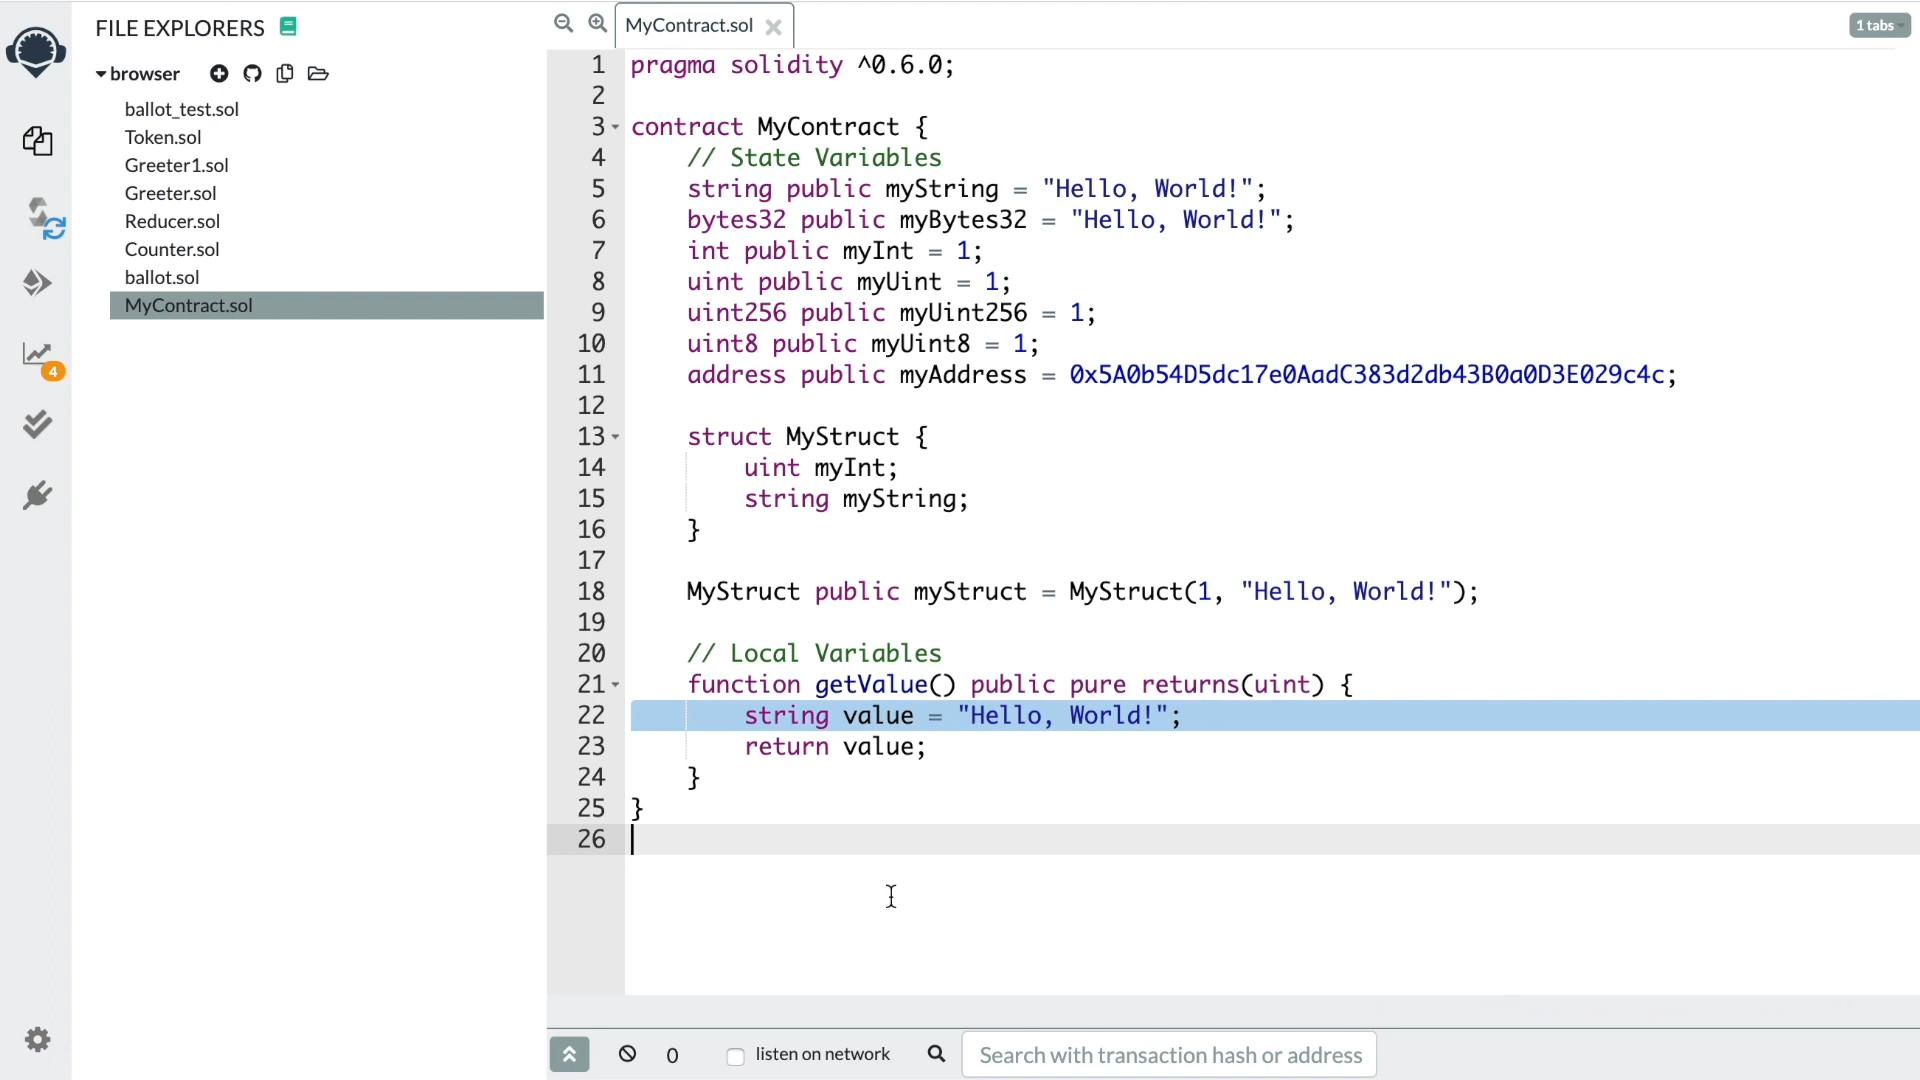 FILE EXPLORERS
browser
ballot_test.sol
Token.sol
Greeter1.sol
Greeter.sol
Reducer.sol
Counter.sol
ballot.sol
MyContract.sol
4
MyContract.sol
1 tabs
1 pragma solidity ^0.6.0;
2
3 contract MyContract {
4     // State Variables
5     string public myString = "Hello, World!";
6     bytes32 public myBytes32 = "Hello, World!";
7     int public myInt = 1;
8     uint public myUint = 1;
9     uint256 public myUint256 = 1;
10     uint8 public myUint8 = 1;
11     address public myAddress = 0x5A0b54D5dc17e0AadC383d2db43B0a0D3E029c4c;
12
13     struct MyStruct {
14         uint myInt;
15         string myString;
16     }
17
18     MyStruct public myStruct = MyStruct(1, "Hello, World!");
19
20     // Local Variables
21     function getValue() public pure returns(uint) {
22         string value = "Hello, World!";
23         return value;
24     }
25 }
26
0
listen on network
Search with transaction hash or address